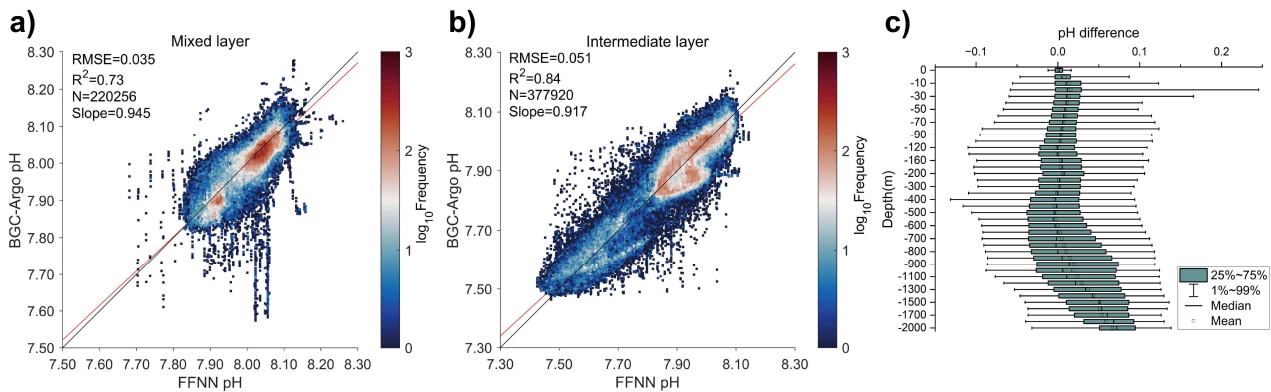 a)
Mixed layer
RMSE=0.035
R²=0.73
N=220256
Slope=0.945
8.30
8.20
8.10
8.00
7.90
7.80
7.70
7.60
7.50
BGC-Argo pH
7.50 7.60 7.70 7.80 7.90 8.00 8.10 8.20 8.30
FFNN pH
3
2
1
0
log₁₀Frequency
b)
Intermediate layer
RMSE=0.051
R²=0.84
N=377920
Slope=0.917
8.30
8.10
7.90
7.70
7.50
7.30
BGC-Argo pH
7.30 7.50 7.70 7.90 8.10 8.30
FFNN pH
3
2
1
0
log₁₀Frequency
c)
pH difference
−0.1 0.0 0.1 0.2
0
-10
-30
-50
-70
-90
-120
-160
-200
-300
-400
-500
-600
-700
-800
-900
-1100
-1300
-1500
-1700
-2000
Depth(m)
25%~75%
1%~99%
Median
Mean